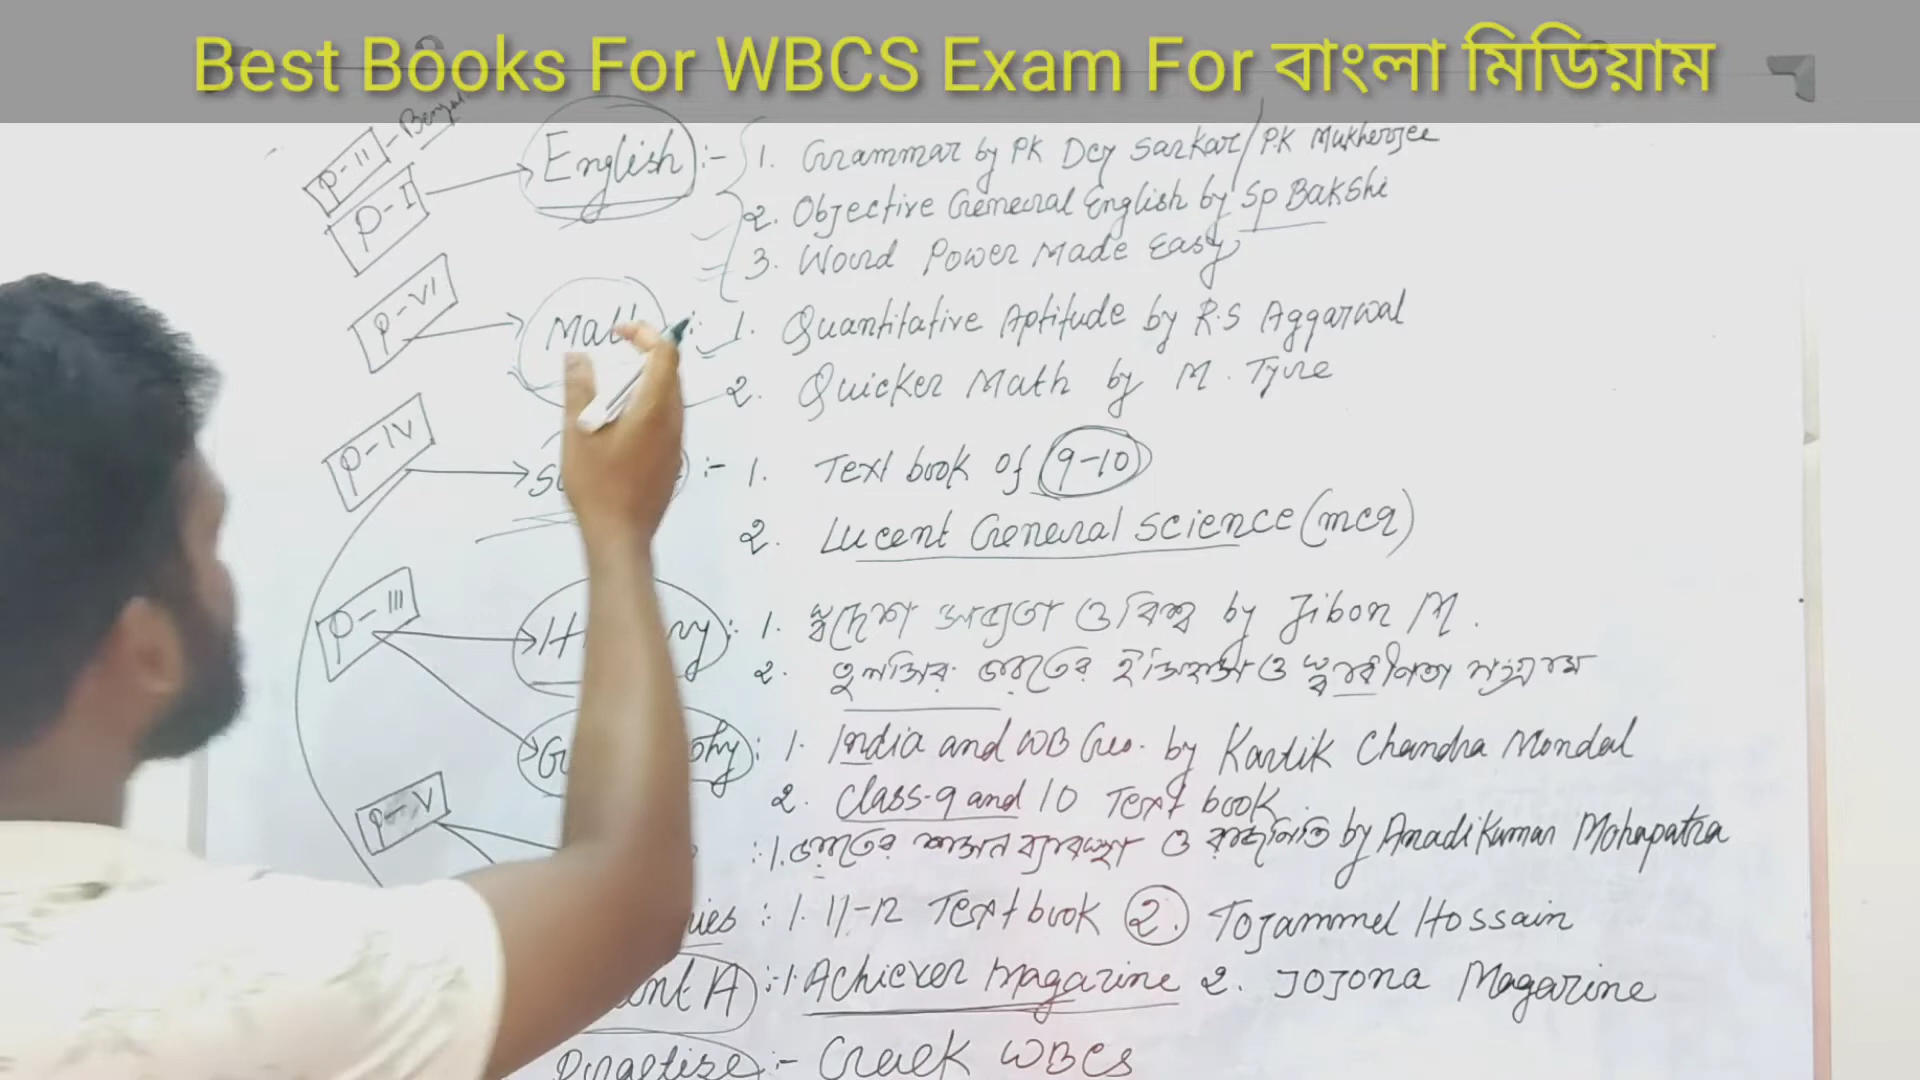 Best Books For WBCS Exam For বাংলা মিডিয়াম
P-II - Bengal
P-I
English :- 1. Grammar by PK Dey Sarkar/PK Mukherjee
2. Objective General English by SP Bakshi
3. Word Power Made Easy
P-VI
Math : 1. Quantitative Aptitude by R.S Aggarwal
2. Quicker Math by M. Tyre
P-IV
:- 1. Text book of 9-10
2. Lucent General Science (mcq)
P-III
: 1. স্বদেশ সভ্যতা ও বিশ্ব by Jibon M.
2. ভারতের ইতিহাস ও স্বাধীনতা সংগ্রাম
: 1. India and WB Geo. by Kartik Chandra Mondal
2. Class-9 and 10 Text book
P-V
: 1. ভারতের শাসন ব্যবস্থা ও রাজনীতি by Anadi Kumar Mohapatra
: 1. 11-12 Text book 2. Tojammel Hossain
A :- 1. Achiever Magazine 2. Jojona Magazine
Practise :- Crack WBCS